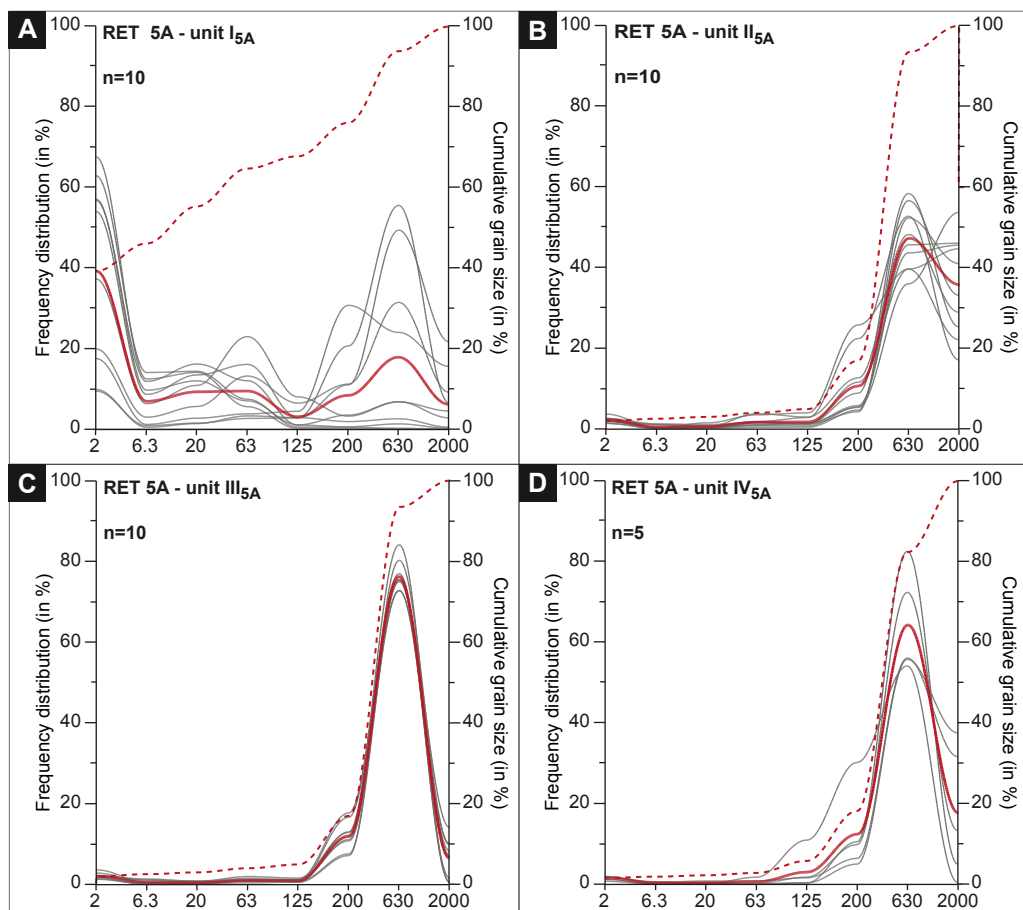 A
RET 5A - unit I5A
n=10
Frequency distribution (in %)
Cumulative grain size (in %)
100
80
60
40
20
0
100
80
60
40
20
0
2 6.3 20 63 125 200 630 2000
B
RET 5A - unit II5A
n=10
Frequency distribution (in %)
Cumulative grain size (in %)
100
80
60
40
20
0
100
80
60
40
20
0
2 6.3 20 63 125 200 630 2000
C
RET 5A - unit III5A
n=10
Frequency distribution (in %)
Cumulative grain size (in %)
100
80
60
40
20
0
100
80
60
40
20
0
2 6.3 20 63 125 200 630 2000
D
RET 5A - unit IV5A
n=5
Frequency distribution (in %)
Cumulative grain size (in %)
100
80
60
40
20
0
100
80
60
40
20
0
2 6.3 20 63 125 200 630 2000